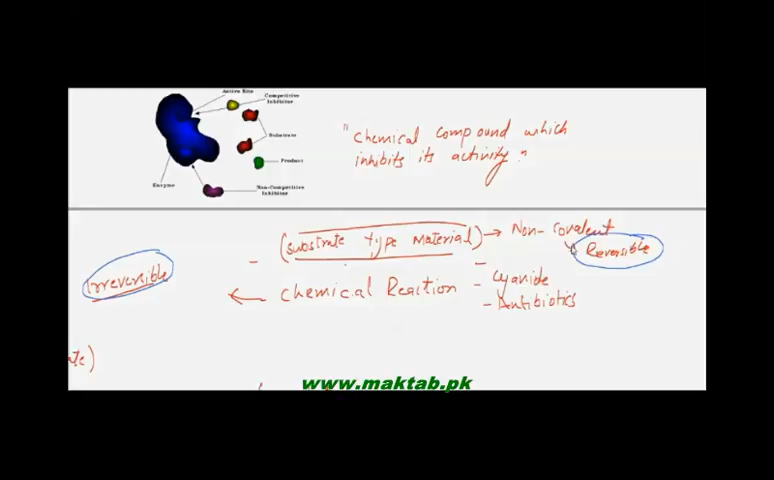 Active Site
Competitive
Inhibitor
Substrate
Product
Enzyme
Non-Competitive
Inhibitor
"Chemical compound which
inhibits its activity."
(substrate type material) → Non-covalent
Reversible
Irreversible
← Chemical Reaction - Cyanide
- Antibiotics
ate)
www.maktab.pk